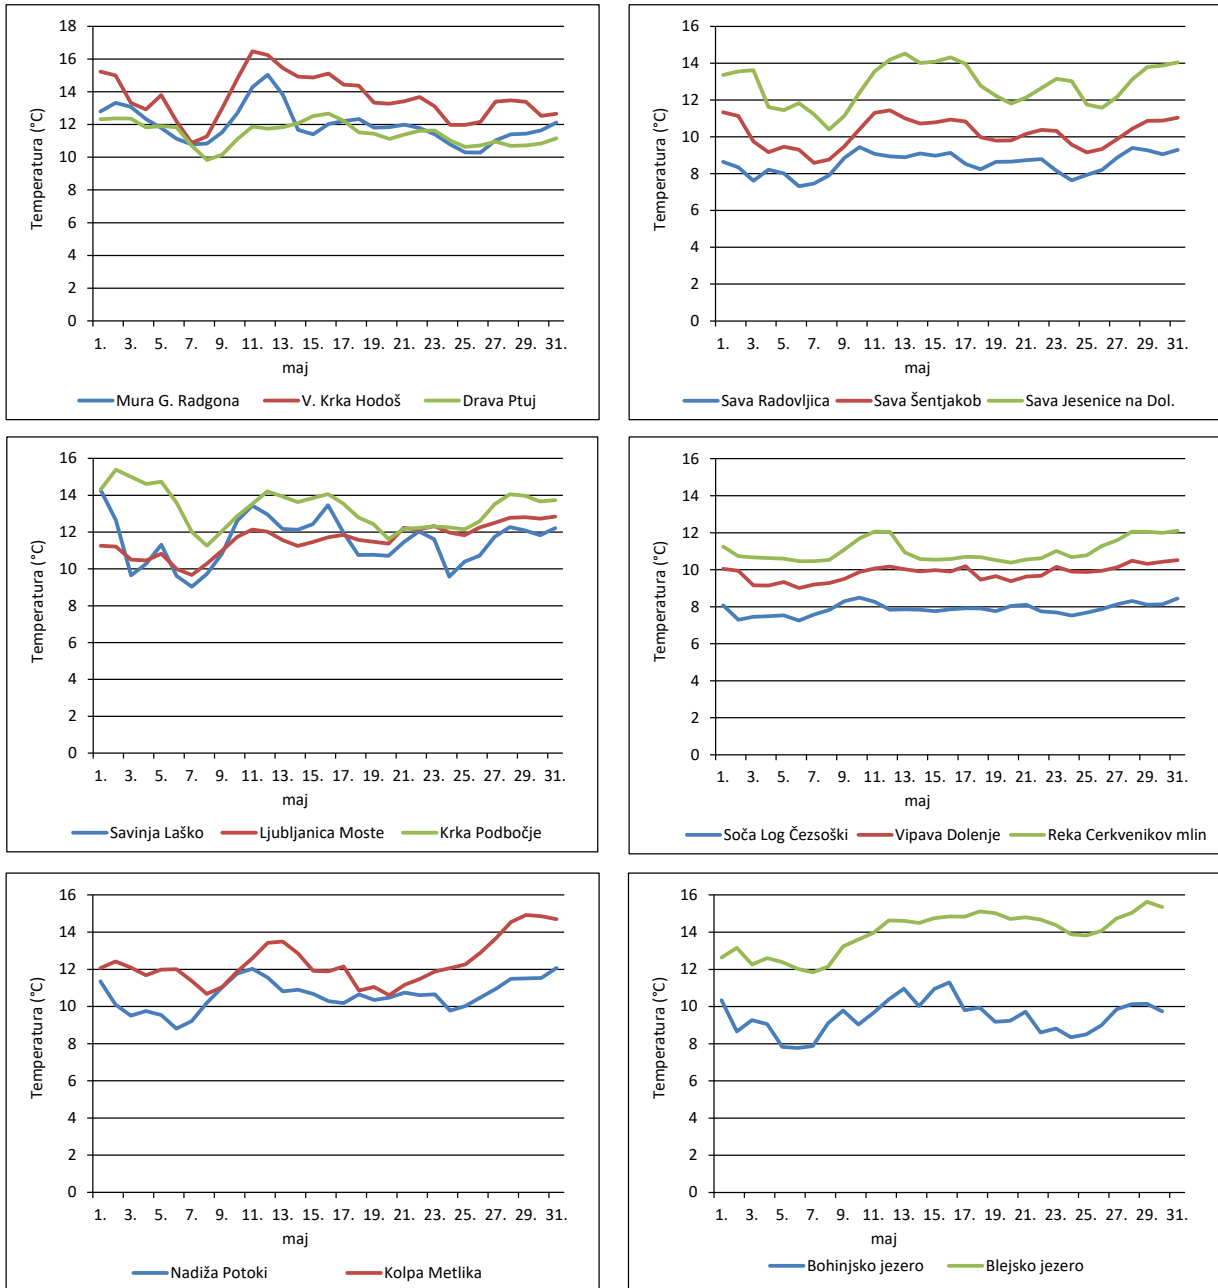 Temperatura (°C)
18
16
14
12
10
8
6
4
2
0
1. 3. 5. 7. 9. 11. 13. 15. 17. 19. 21. 23. 25. 27. 29. 31.
maj
Mura G. Radgona V. Krka Hodoš Drava Ptuj
Temperatura (°C)
16
14
12
10
8
6
4
2
0
1. 3. 5. 7. 9. 11. 13. 15. 17. 19. 21. 23. 25. 27. 29. 31.
maj
Sava Radovljica Sava Šentjakob Sava Jesenice na Dol.
Temperatura (°C)
16
14
12
10
8
6
4
2
0
1. 3. 5. 7. 9. 11. 13. 15. 17. 19. 21. 23. 25. 27. 29. 31.
maj
Savinja Laško Ljubljanica Moste Krka Podbočje
Temperatura (°C)
16
14
12
10
8
6
4
2
0
1. 3. 5. 7. 9. 11. 13. 15. 17. 19. 21. 23. 25. 27. 29. 31.
maj
Soča Log Čezsoški Vipava Dolenje Reka Cerkvenikov mlin
Temperatura (°C)
16
14
12
10
8
6
4
2
0
1. 3. 5. 7. 9. 11. 13. 15. 17. 19. 21. 23. 25. 27. 29. 31.
maj
Nadiža Potoki Kolpa Metlika
Temperatura (°C)
16
14
12
10
8
6
4
2
0
1. 3. 5. 7. 9. 11. 13. 15. 17. 19. 21. 23. 25. 27. 29. 31.
maj
Bohinjsko jezero Blejsko jezero